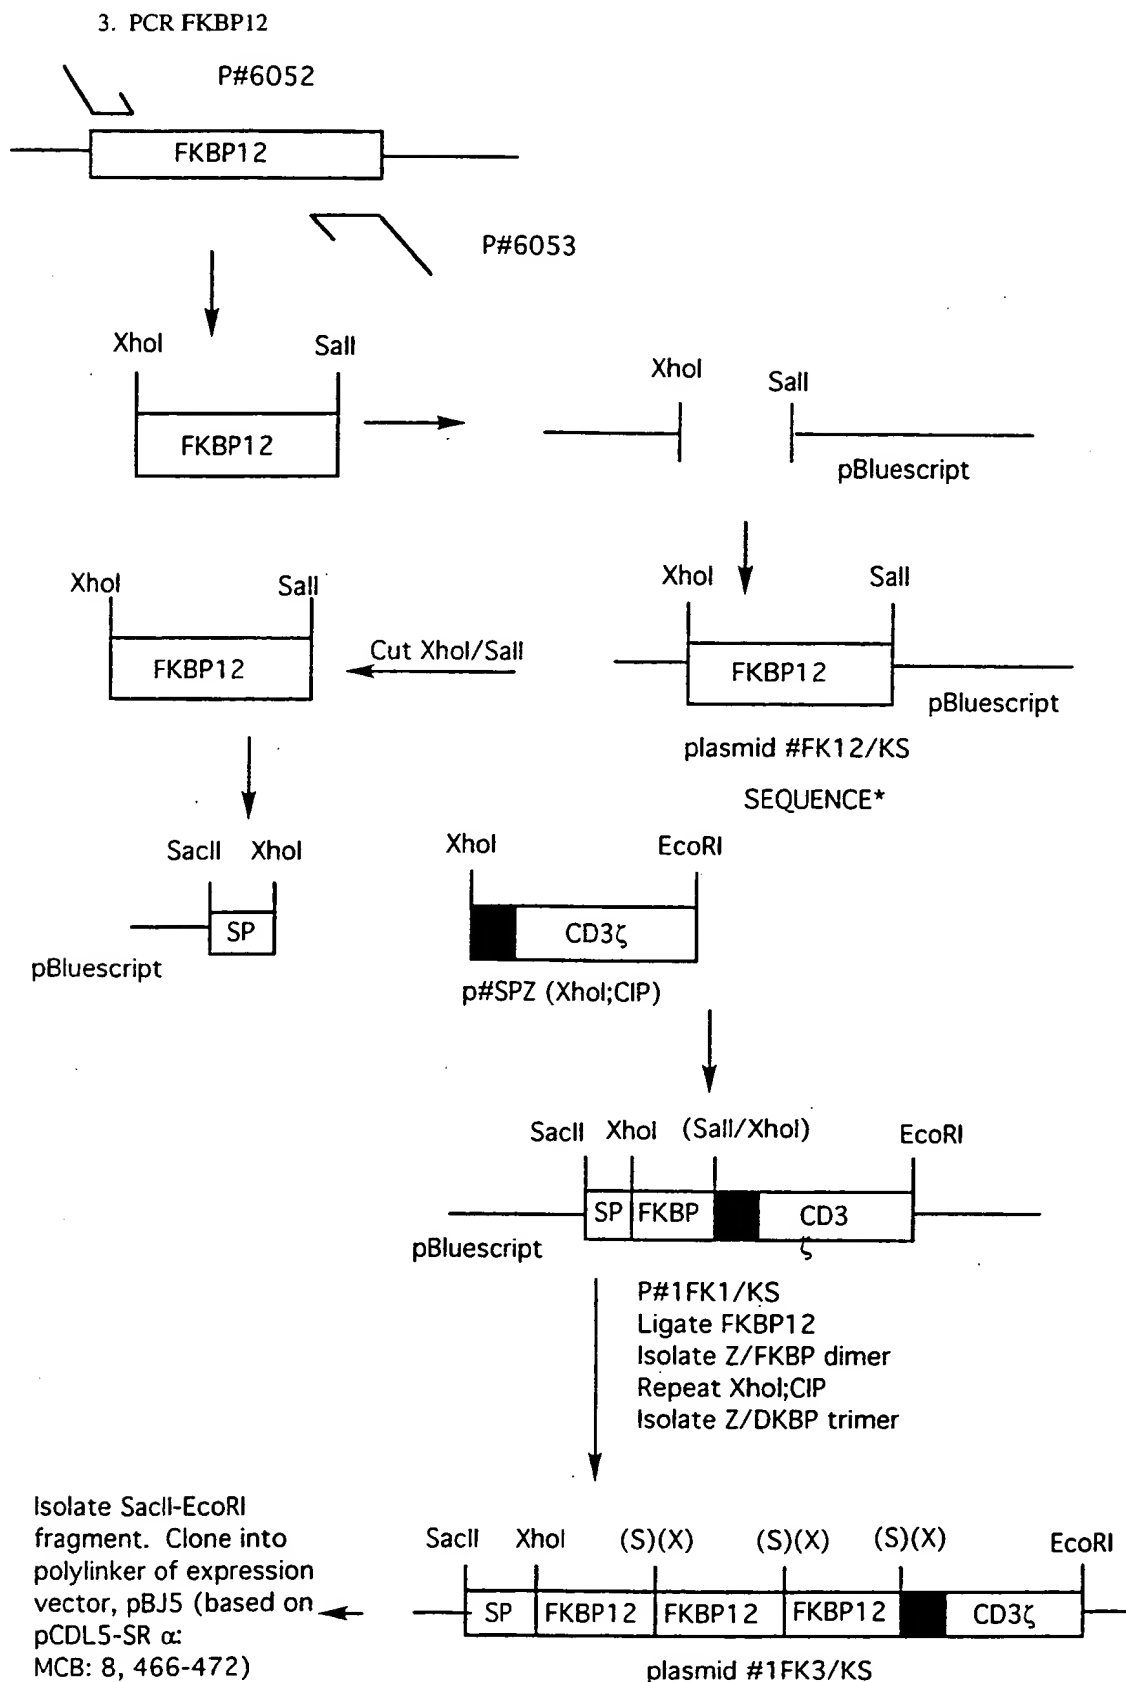 3. PCR FKBP12
P#6052
FKBP12
P#6053
XhoI SalI
FKBP12
XhoI SalI
pBluescript
XhoI SalI
FKBP12
Cut XhoI/SalI
XhoI SalI
FKBP12
pBluescript
plasmid #FK12/KS
SEQUENCE*
SacII XhoI
SP
pBluescript
XhoI EcoRI
CD3ζ
p#SPZ (XhoI;CIP)
SacII XhoI (SalI/XhoI) EcoRI
SP FKBP CD3
ζ
pBluescript
P#1FK1/KS
Ligate FKBP12
Isolate Z/FKBP dimer
Repeat XhoI;CIP
Isolate Z/DKBP trimer
Isolate SacII-EcoRI
fragment. Clone into
polylinker of expression
vector, pBJ5 (based on
pCDL5-SR α:
MCB: 8, 466-472)
SacII XhoI (S)(X) (S)(X) (S)(X) EcoRI
SP FKBP12 FKBP12 FKBP12 CD3ζ
plasmid #1FK3/KS